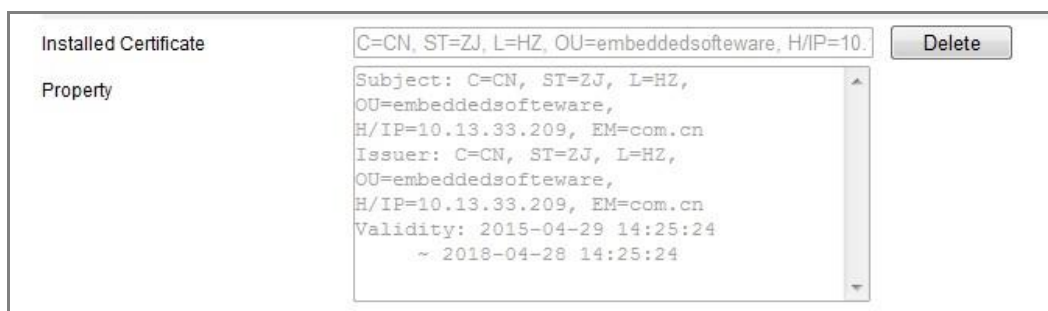 Installed Certificate C=CN, ST=ZJ, L=HZ, OU=embeddedsofteware, H/IP=10. Delete
Property
Subject: C=CN, ST=ZJ, L=HZ,
OU=embeddedsofteware,
H/IP=10.13.33.209, EM=com.cn
Issuer: C=CN, ST=ZJ, L=HZ,
OU=embeddedsofteware,
H/IP=10.13.33.209, EM=com.cn
Validity: 2015-04-29 14:25:24
~ 2018-04-28 14:25:24